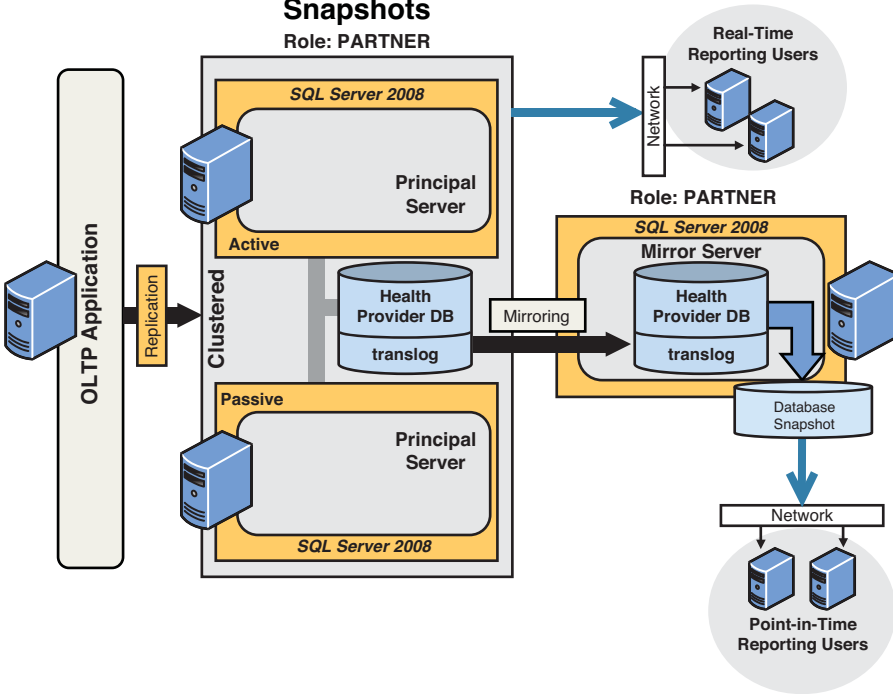 Snapshots
Role: PARTNER
SQL Server 2008
Principal
Server
Active
OLTP Application
Replication
Clustered
Health
Provider DB
translog
Passive
Principal
Server
SQL Server 2008
Mirroring
Real-Time
Reporting Users
Network
Role: PARTNER
SQL Server 2008
Mirror Server
Health
Provider DB
translog
Database
Snapshot
Network
Point-in-Time
Reporting Users